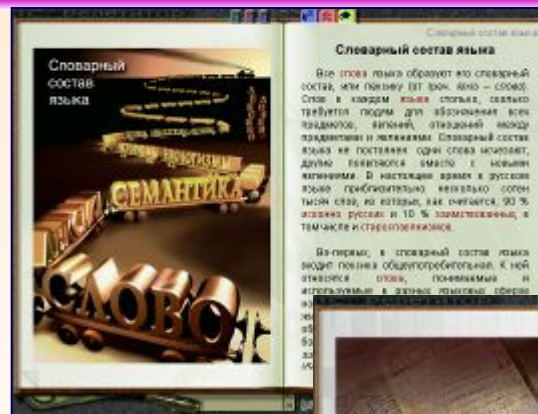 Словарный состав языка
Словарный
состав
языка
СЕМАНТИКА
СЛОВО
Словарный состав языка
Все слова языка образуют его словарный
состав, или лексику (от греч. – слово).
Слов в каждом языке столько, сколько
требуется людям для обозначения всех
предметов, явлений, отношений между
предметами и явлениями. Словарный состав
языка не постоянен: одни слова исчезают,
другие появляются вместе с новыми
явлениями. В настоящее время в русском
языке приблизительно несколько сотен
тысяч слов, из которых, как считается, 90 %
исконно русских и 10 % заимствованных, в
том числе и старославянизмов.
Во-первых, в словарный состав языка
входит лексика общеупотребительная. К ней
относятся слова, понимаемые и
используемые в разных языковых сферах